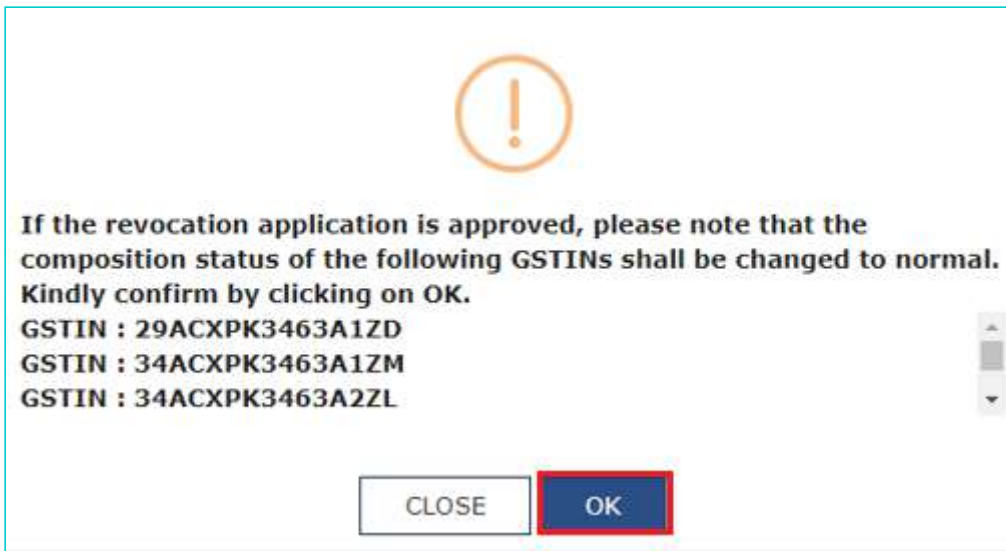 If the revocation application is approved, please note that the
composition status of the following GSTINs shall be changed to normal.
Kindly confirm by clicking on OK.
GSTIN : 29ACXPK3463A1ZD
GSTIN : 34ACXPK3463A1ZM
GSTIN : 34ACXPK3463A2ZL
CLOSE OK